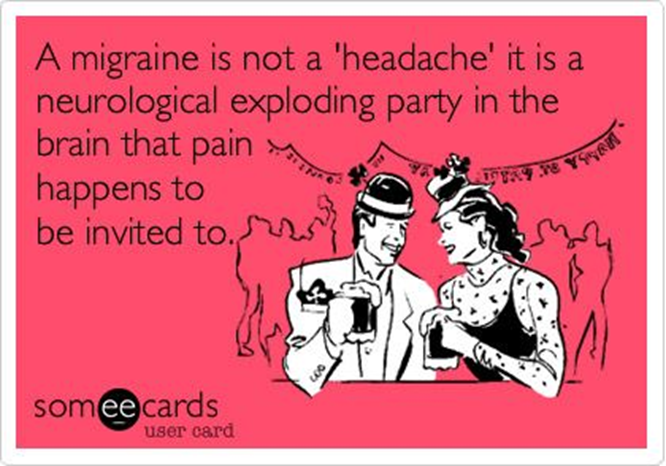 A migraine is not a 'headache' it is a
neurological exploding party in the
brain that pain
happens to
be invited to.
someecards
user card